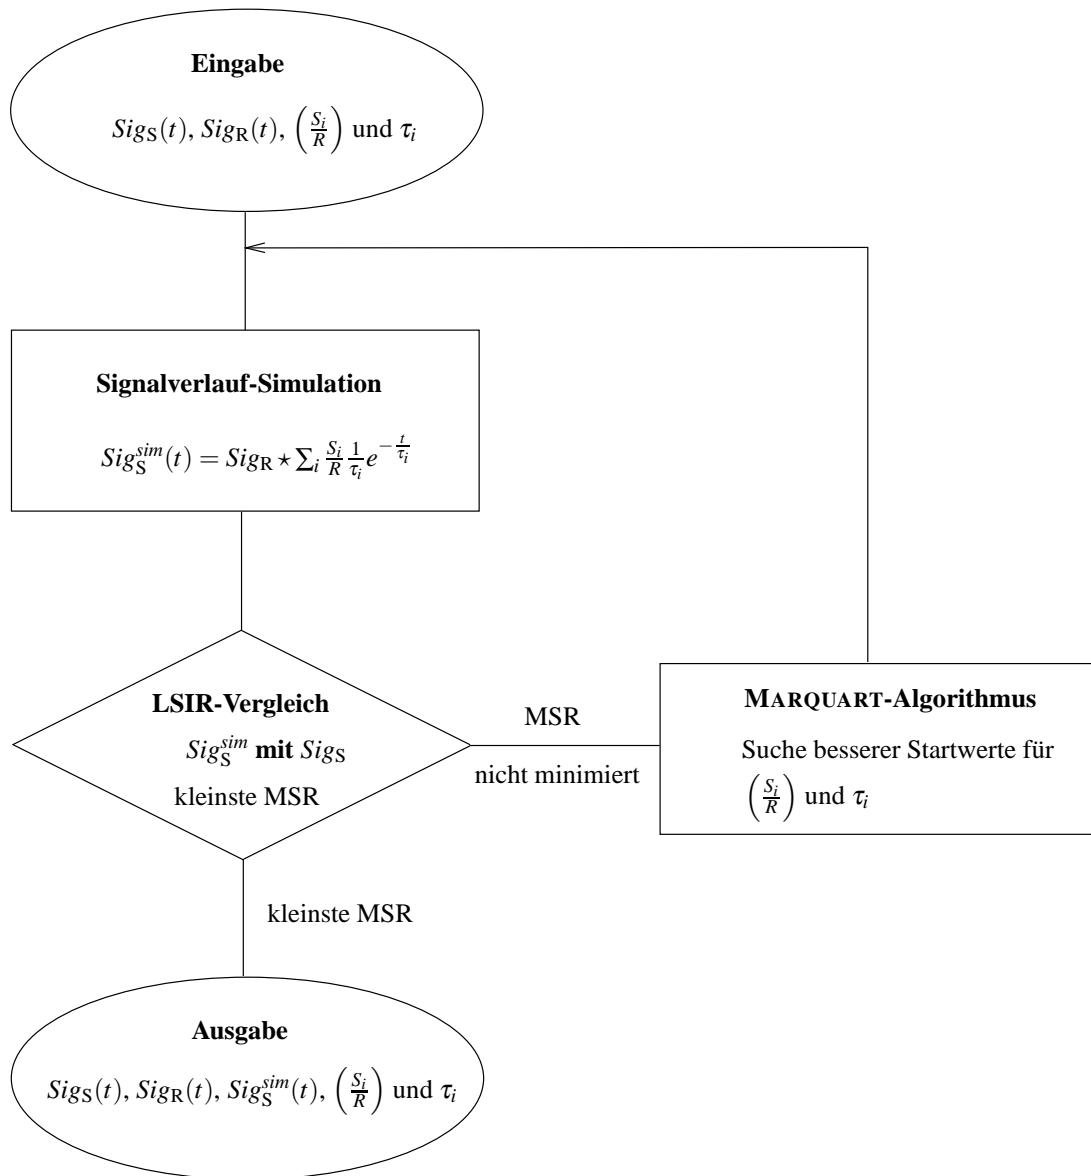 Eingabe
Sig_S(t), Sig_R(t), (S_i/R) und τ_i
Signalverlauf-Simulation
Sig_S^sim(t) = Sig_R ⋆ ∑_i S_i/R 1/τ_i e^(-t/τ_i)
LSIR-Vergleich
Sig_S^sim mit Sig_S
kleinste MSR
MSR
nicht minimiert
MARQUART-Algorithmus
Suche besserer Startwerte für
(S_i/R) und τ_i
kleinste MSR
Ausgabe
Sig_S(t), Sig_R(t), Sig_S^sim(t), (S_i/R) und τ_i